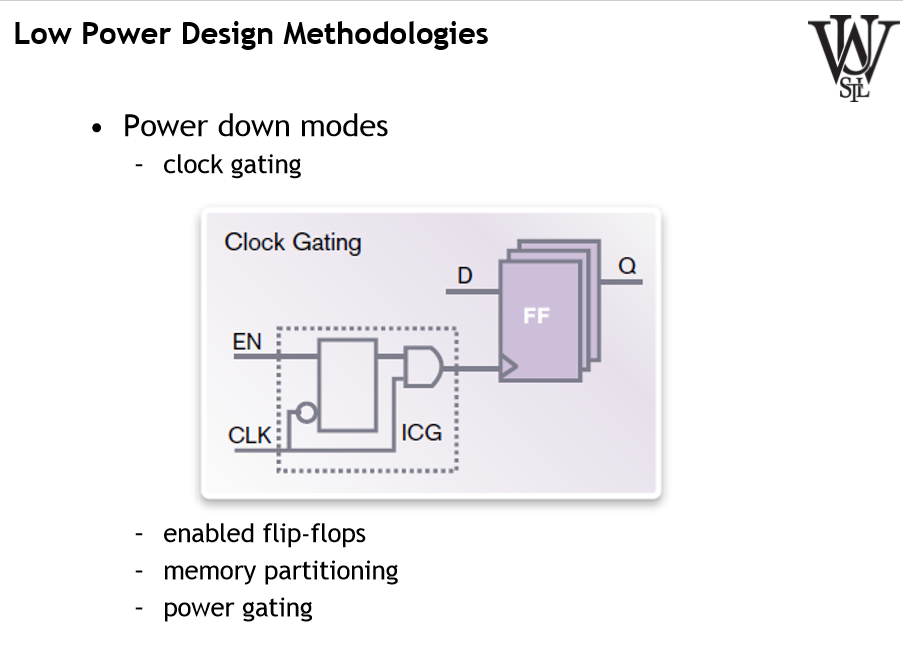 Low Power Design Methodologies
WU
STL
• Power down modes
- clock gating
Clock Gating
D
Q
FF
EN
CLK
ICG
- enabled flip-flops
- memory partitioning
- power gating